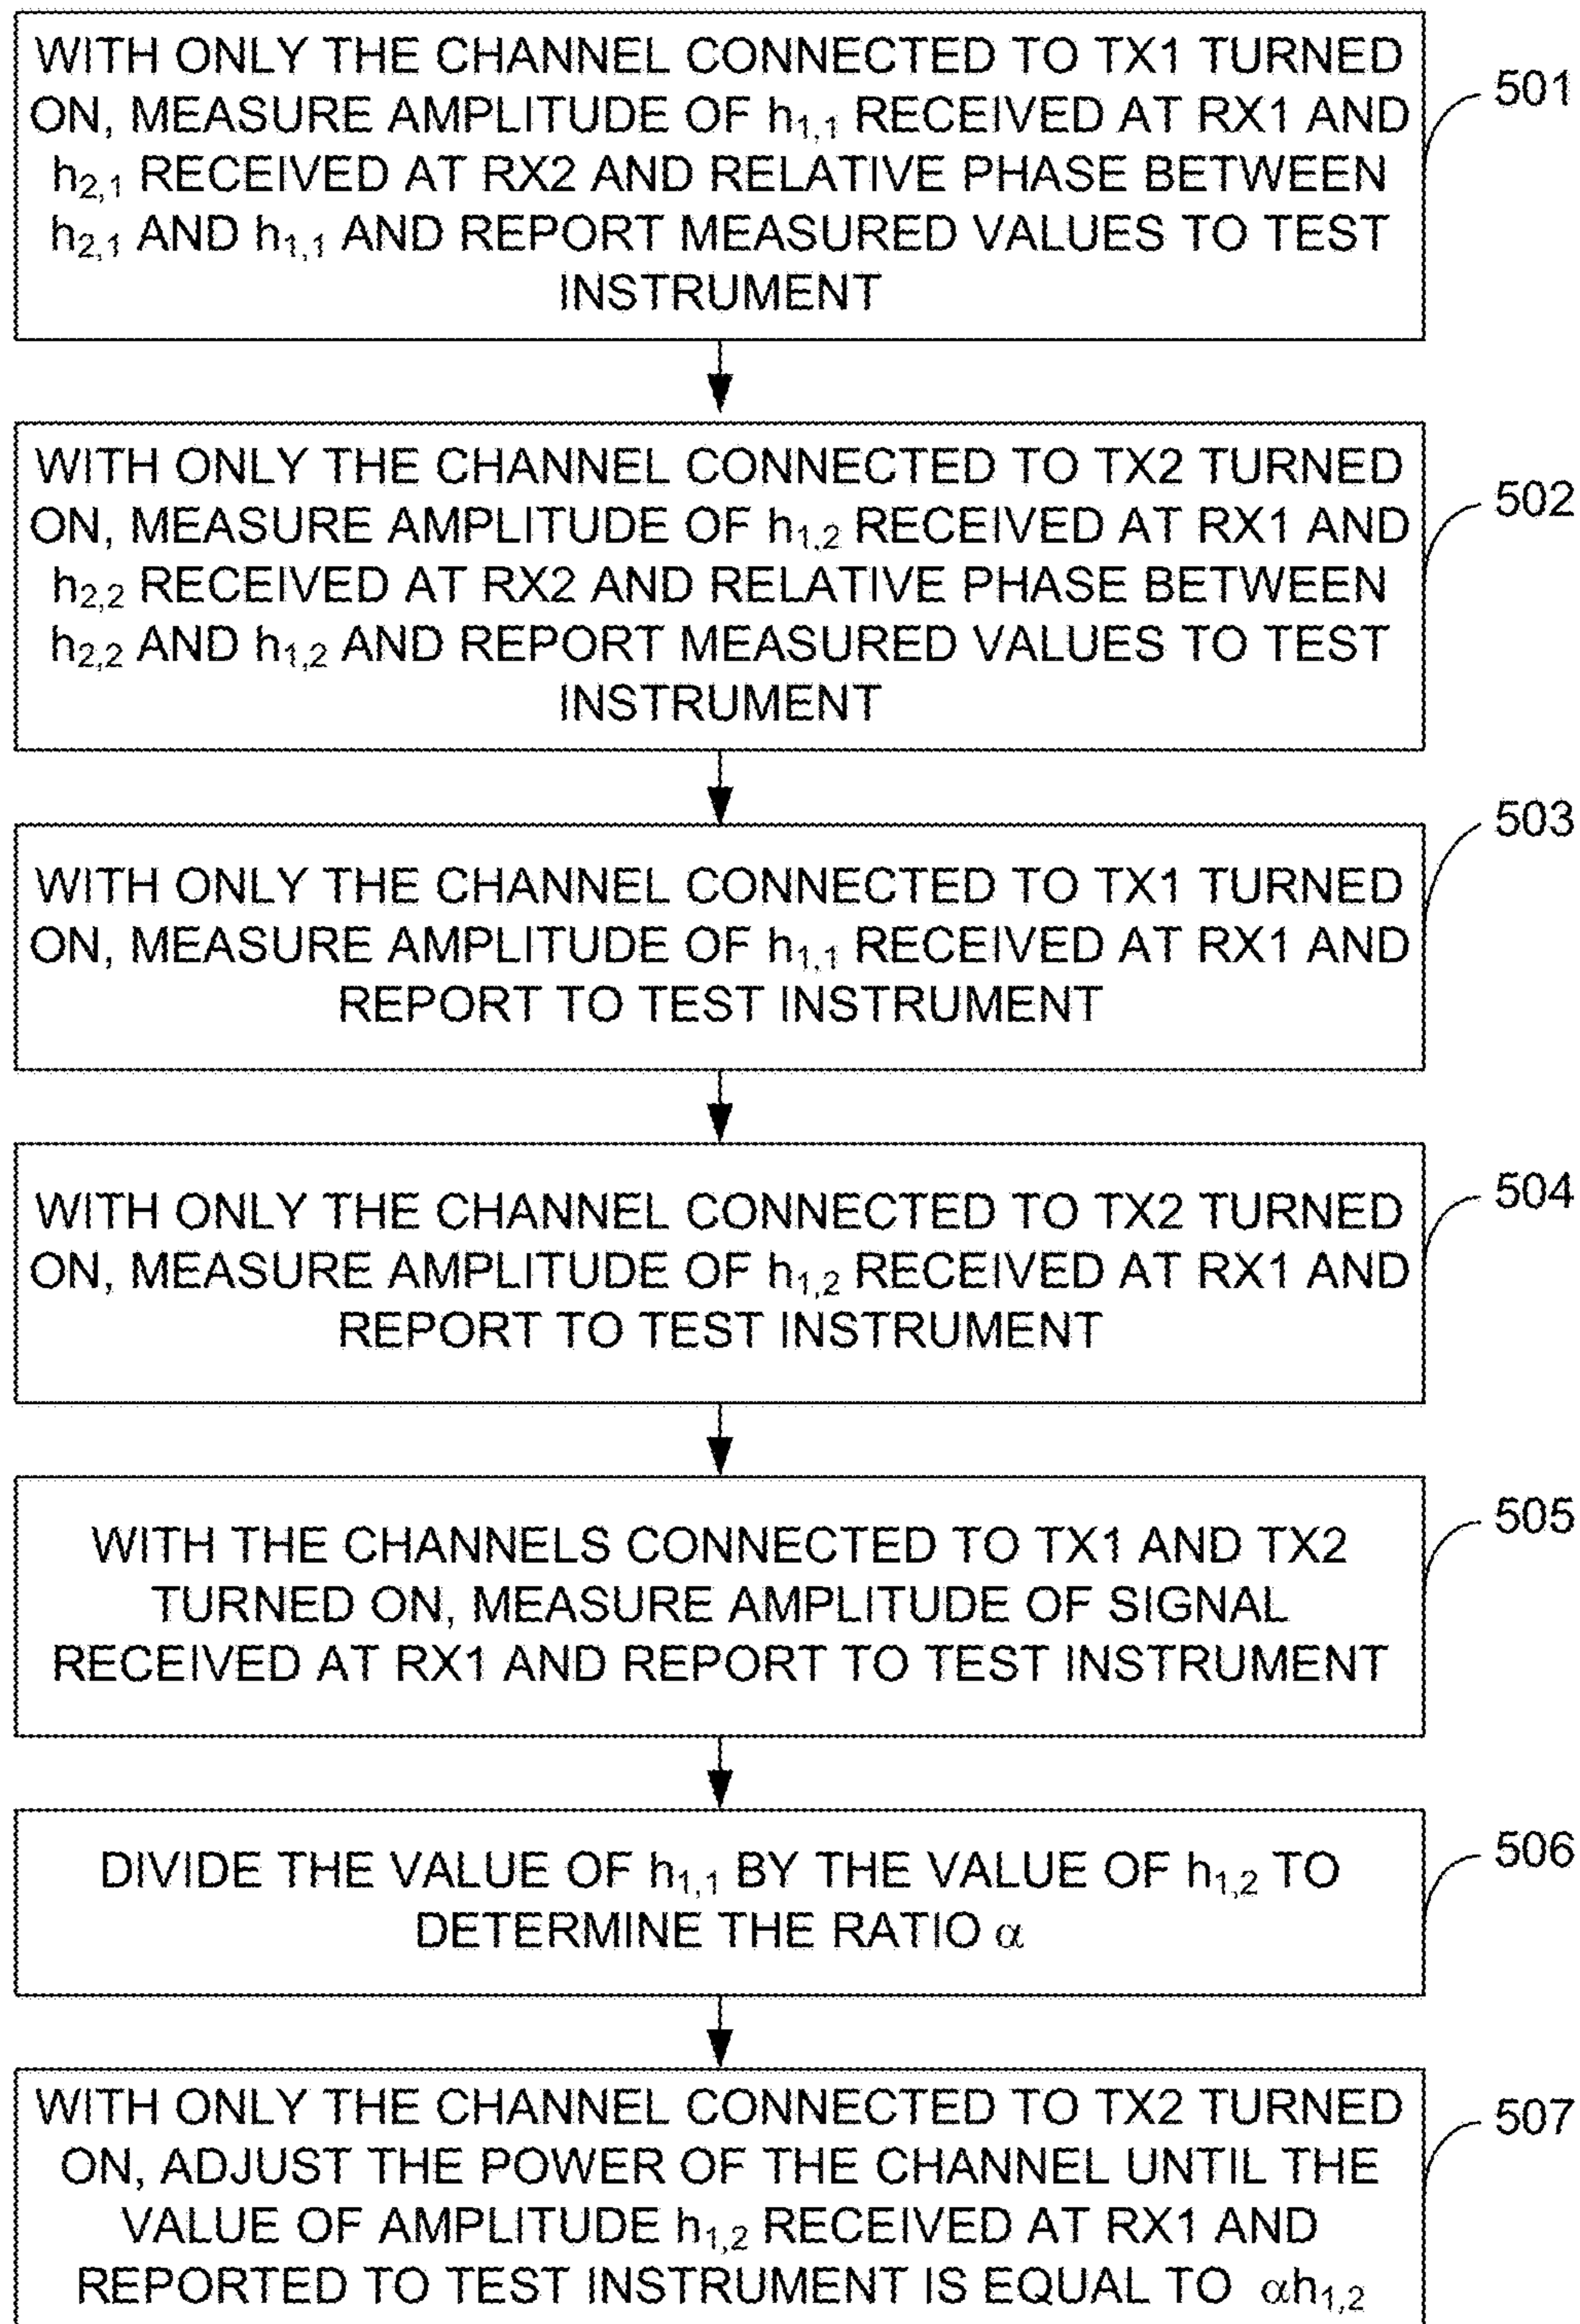 WITH ONLY THE CHANNEL CONNECTED TO TX1 TURNED
ON, MEASURE AMPLITUDE OF h1,1 RECEIVED AT RX1 AND
h2,1 RECEIVED AT RX2 AND RELATIVE PHASE BETWEEN
h2,1 AND h1,1 AND REPORT MEASURED VALUES TO TEST
INSTRUMENT
501
WITH ONLY THE CHANNEL CONNECTED TO TX2 TURNED
ON, MEASURE AMPLITUDE OF h1,2 RECEIVED AT RX1 AND
h2,2 RECEIVED AT RX2 AND RELATIVE PHASE BETWEEN
h2,2 AND h1,2 AND REPORT MEASURED VALUES TO TEST
INSTRUMENT
502
WITH ONLY THE CHANNEL CONNECTED TO TX1 TURNED
ON, MEASURE AMPLITUDE OF h1,1 RECEIVED AT RX1 AND
REPORT TO TEST INSTRUMENT
503
WITH ONLY THE CHANNEL CONNECTED TO TX2 TURNED
ON, MEASURE AMPLITUDE OF h1,2 RECEIVED AT RX1 AND
REPORT TO TEST INSTRUMENT
504
WITH THE CHANNELS CONNECTED TO TX1 AND TX2
TURNED ON, MEASURE AMPLITUDE OF SIGNAL
RECEIVED AT RX1 AND REPORT TO TEST INSTRUMENT
505
DIVIDE THE VALUE OF h1,1 BY THE VALUE OF h1,2 TO
DETERMINE THE RATIO α
506
WITH ONLY THE CHANNEL CONNECTED TO TX2 TURNED
ON, ADJUST THE POWER OF THE CHANNEL UNTIL THE
VALUE OF AMPLITUDE h1,2 RECEIVED AT RX1 AND
REPORTED TO TEST INSTRUMENT IS EQUAL TO αh1,2
507